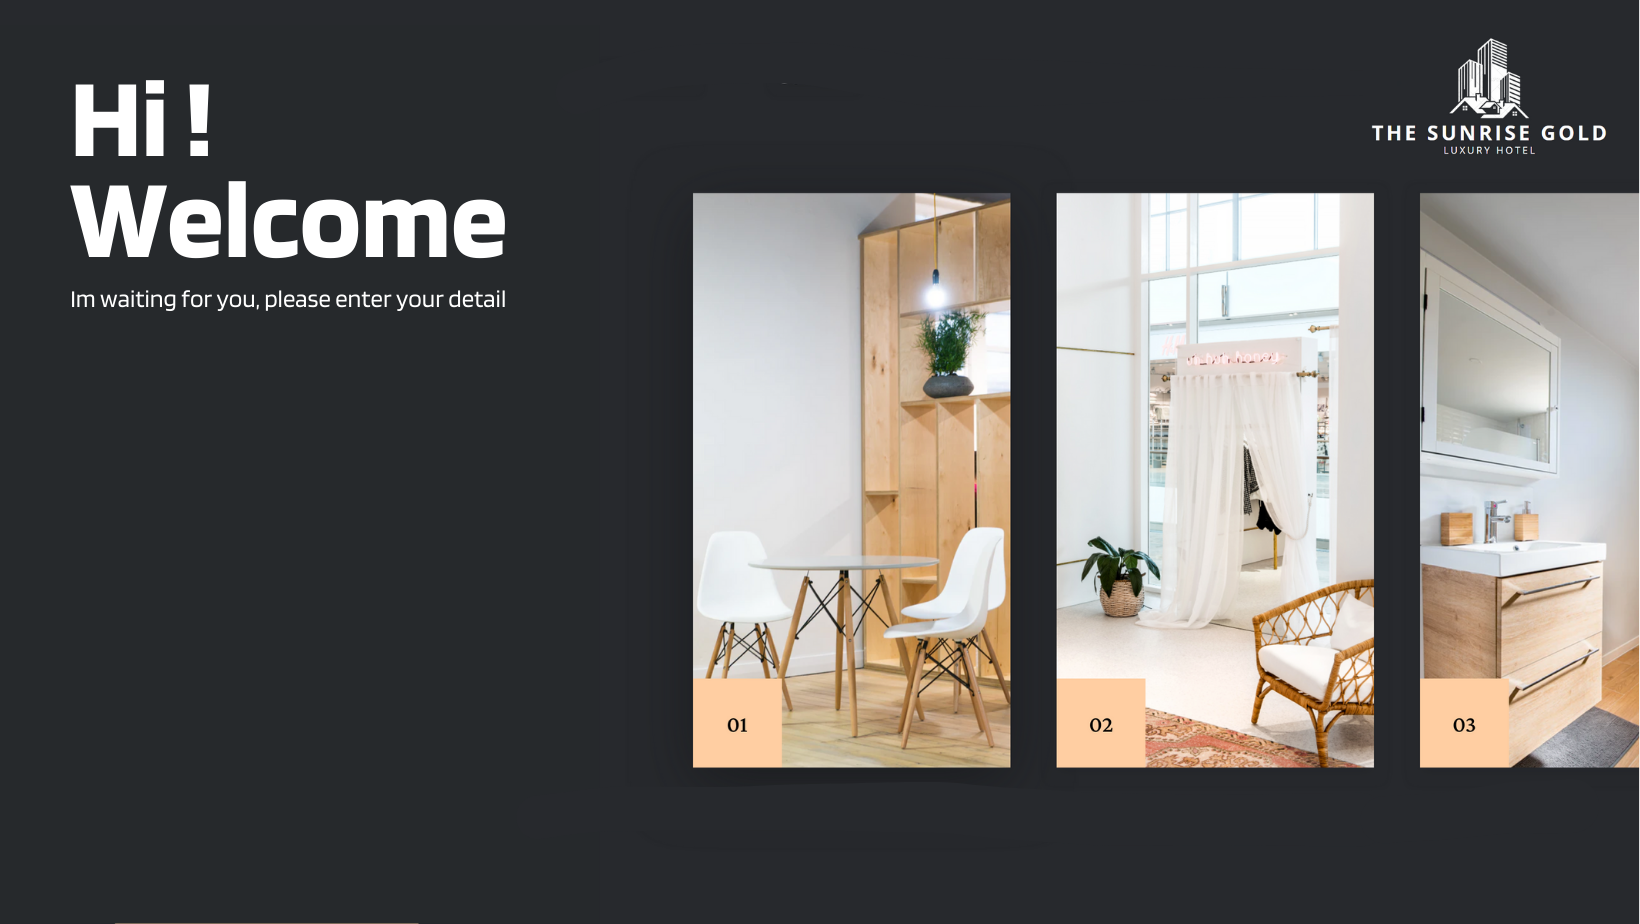 Hi !
Welcome
Im waiting for you, please enter your detail
THE SUNRISE GOLD
LUXURY HOTEL
01
02
03